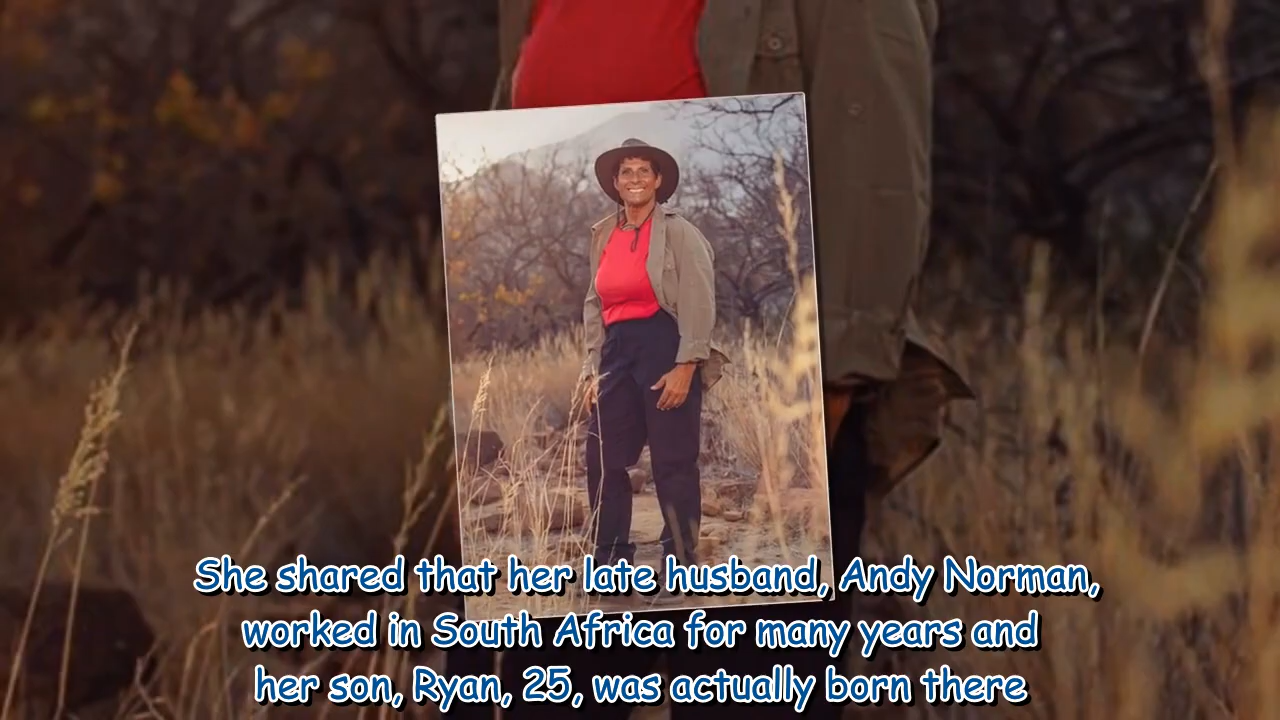 She shared that her late husband, Andy Norman,
worked in South Africa for many years and
her son, Ryan, 25, was actually born there